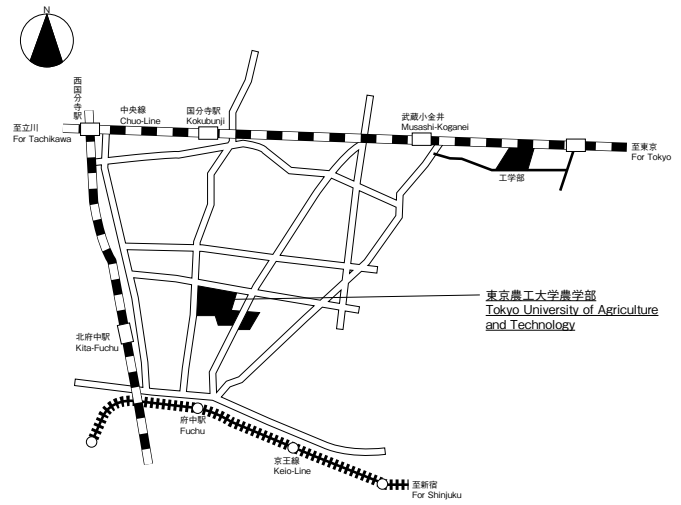 N
西国分寺駅
中央線
Chuo-Line
国分寺駅
Kokubunji
武蔵小金井
Musashi-Koganei
至立川
For Tachikawa
至東京
For Tokyo
工学部
東京農工大学農学部
Tokyo University of Agriculture
and Technology
北府中駅
Kita-Fuchu
府中駅
Fuchu
京王線
Keio-Line
至新宿
For Shinjuku